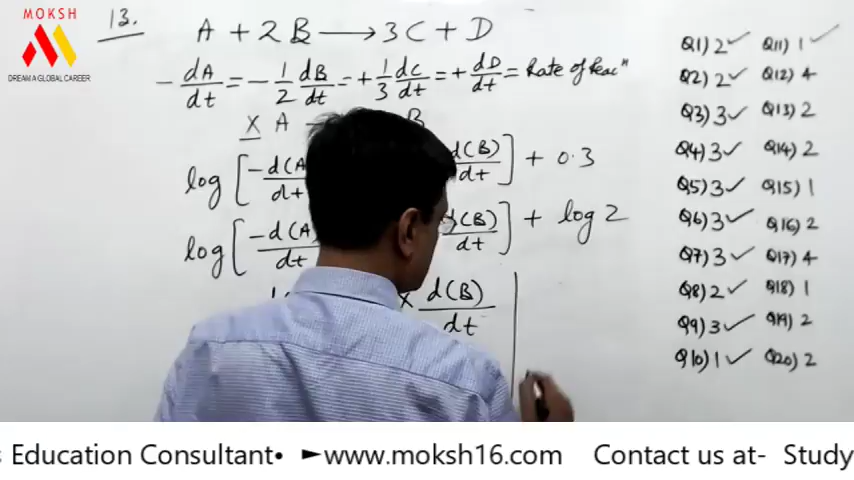 MOKSH
DREAM A GLOBAL CAREER
13.
A + 2B → 3C + D
- dA/dt = - 1/2 dB/dt = + 1/3 dC/dt = + dD/dt = Rate of Reacⁿ
X A B
log [-d(A dt d(B)/dt] + 0.3
log [-d(A)/dt d(B)/dt] + log 2
× d(B)/dt
Q1) 2 ✓ Q11) 1 ✓
Q2) 2 ✓ Q12) 4
Q3) 3 ✓ Q13) 2
Q4) 3 ✓ Q14) 2
Q5) 3 ✓ Q15) 1
Q6) 3 ✓ Q16) 2
Q7) 3 ✓ Q17) 4
Q8) 2 ✓ Q18) 1
Q9) 3 ✓ Q19) 2
Q10) 1 ✓ Q20) 2
s Education Consultant• ►www.moksh16.com Contact us at- Study